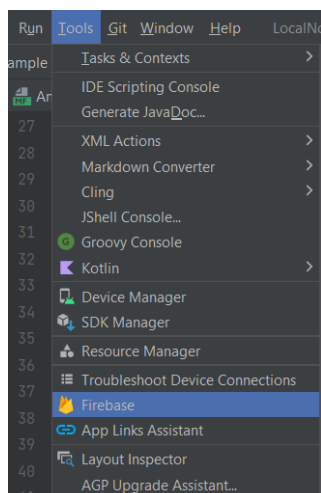 Run Tools Git Window Help LocalNo
ample
Tasks & Contexts
IDE Scripting Console
An
MF
Generate JavaDoc...
27
XML Actions
28
Markdown Converter
29
Cling
30
JShell Console...
31
G Groovy Console
32
Kotlin
33
Device Manager
34
SDK Manager
35
Resource Manager
36
Troubleshoot Device Connections
37
Firebase
38
App Links Assistant
39
Layout Inspector
40
AGP Upgrade Assistant...